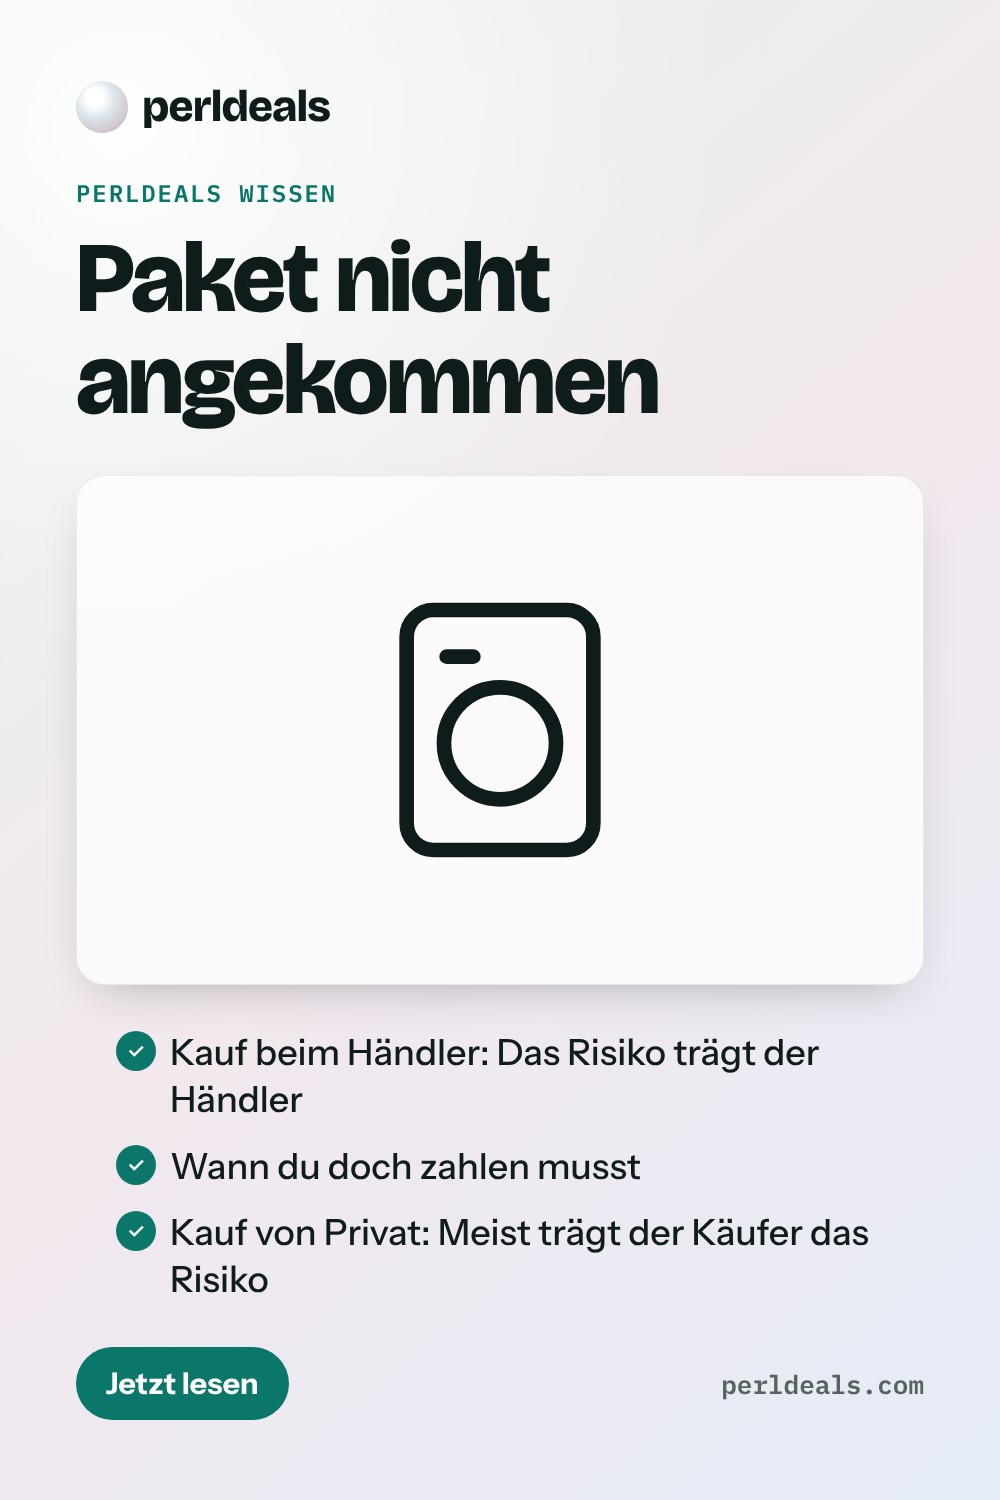 perldeals
PERLDEALS WISSEN
Paket nicht
angekommen
Kauf beim Händler: Das Risiko trägt der
Händler
Wann du doch zahlen musst
Kauf von Privat: Meist trägt der Käufer das
Risiko
Jetzt lesen
perldeals.com